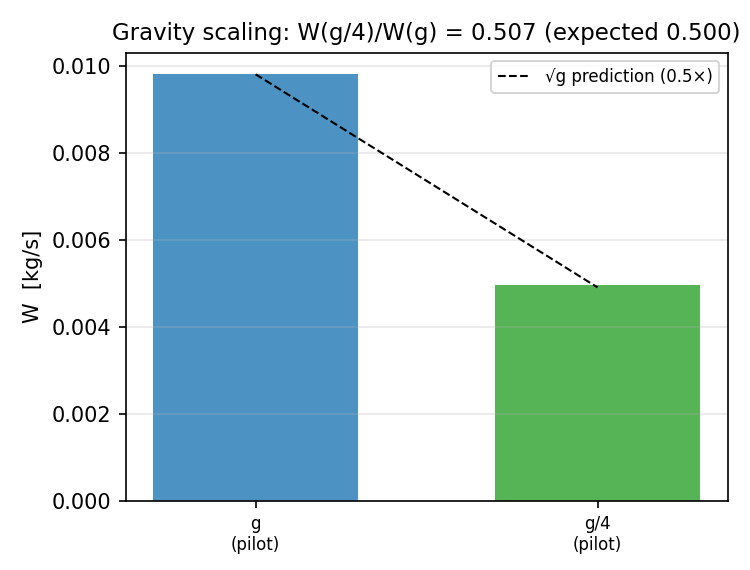 Gravity scaling: W(g/4)/W(g) = 0.507 (expected 0.500)
√g prediction (0.5×)
W [kg/s]
0.010
0.008
0.006
0.004
0.002
0.000
g
(pilot)
g/4
(pilot)